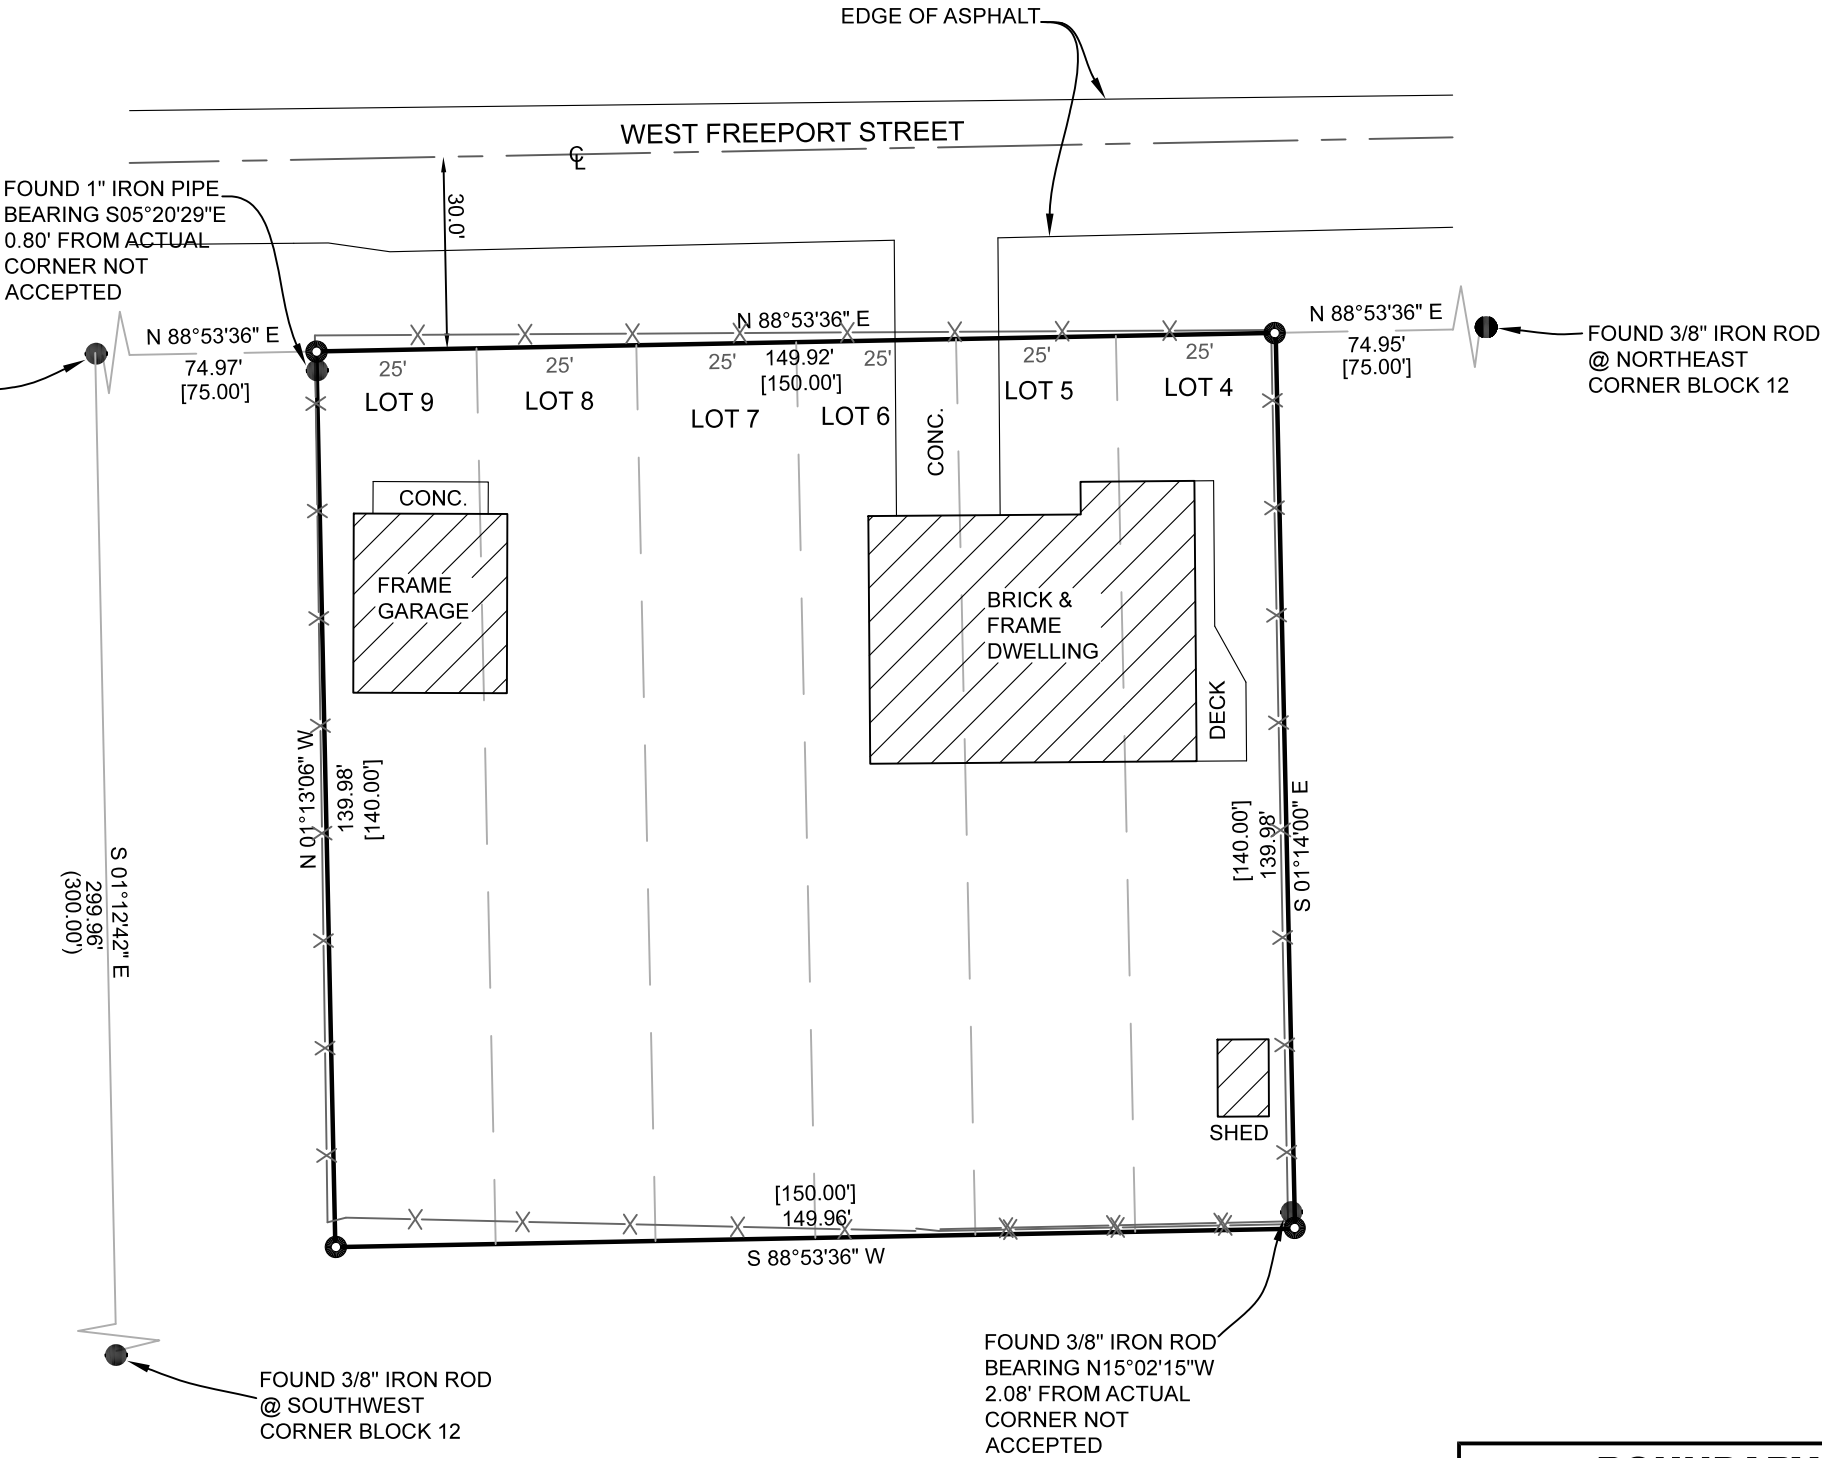 EDGE OF ASPHALT
WEST FREEPORT STREET
CL
FOUND 1" IRON PIPE
BEARING S05°20'29"E
0.80' FROM ACTUAL
CORNER NOT
ACCEPTED
30.0'
N 88°53'36" E
74.97'
[75.00']
N 88°53'36" E
149.92'
[150.00']
N 88°53'36" E
74.95'
[75.00']
FOUND 3/8" IRON ROD
@ NORTHEAST
CORNER BLOCK 12
25'
25'
25'
25'
25'
25'
LOT 9
LOT 8
LOT 7
LOT 6
LOT 5
LOT 4
CONC.
CONC.
FRAME
GARAGE
BRICK &
FRAME
DWELLING
DECK
N 01°13'06" W
139.98'
[140.00']
[140.00']
139.98'
S 01°14'00" E
S 01°12'42" E
299.96'
(300.00')
SHED
[150.00']
149.96'
S 88°53'36" W
FOUND 3/8" IRON ROD
@ SOUTHWEST
CORNER BLOCK 12
FOUND 3/8" IRON ROD
BEARING N15°02'15"W
2.08' FROM ACTUAL
CORNER NOT
ACCEPTED